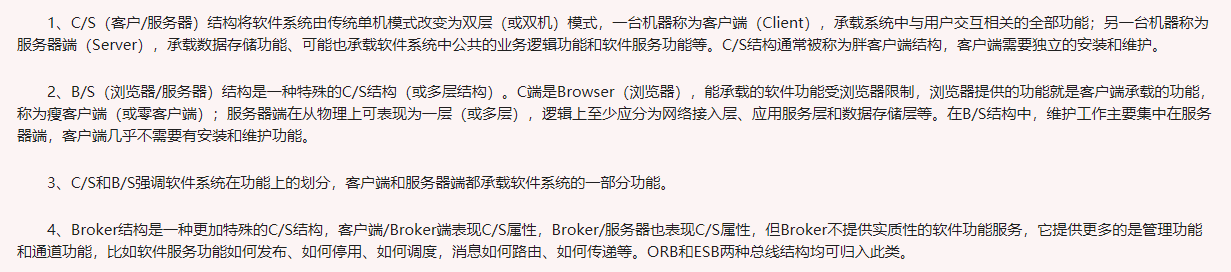 1、C/S（客户/服务器）结构将软件系统由传统单机模式改变为双层（或双机）模式，一台机器称为客户端（Client），承载系统中与用户交互相关的全部功能；另一台机器称为
服务器端（Server），承载数据存储功能、可能也承载软件系统中公共的业务逻辑功能和软件服务功能等。C/S结构通常被称为胖客户端结构，客户端需要独立的安装和维护。
2、B/S（浏览器/服务器）结构是一种特殊的C/S结构（或多层结构）。C端是Browser（浏览器），能承载的软件功能受浏览器限制，浏览器提供的功能就是客户端承载的功能，
称为瘦客户端（或零客户端）；服务器端在从物理上可表现为一层（或多层），逻辑上至少应分为网络接入层、应用服务层和数据存储层等。在B/S结构中，维护工作主要集中在服务
器端，客户端几乎不需要有安装和维护功能。
3、C/S和B/S强调软件系统在功能上的划分，客户端和服务器端都承载软件系统的一部分功能。
4、Broker结构是一种更加特殊的C/S结构，客户端/Broker端表现C/S属性，Broker/服务器也表现C/S属性，但Broker不提供实质性的软件功能服务，它提供更多的是管理功能
和通道功能，比如软件服务功能如何发布、如何停用、如何调度，消息如何路由、如何传递等。ORB和ESB两种总线结构均可归入此类。